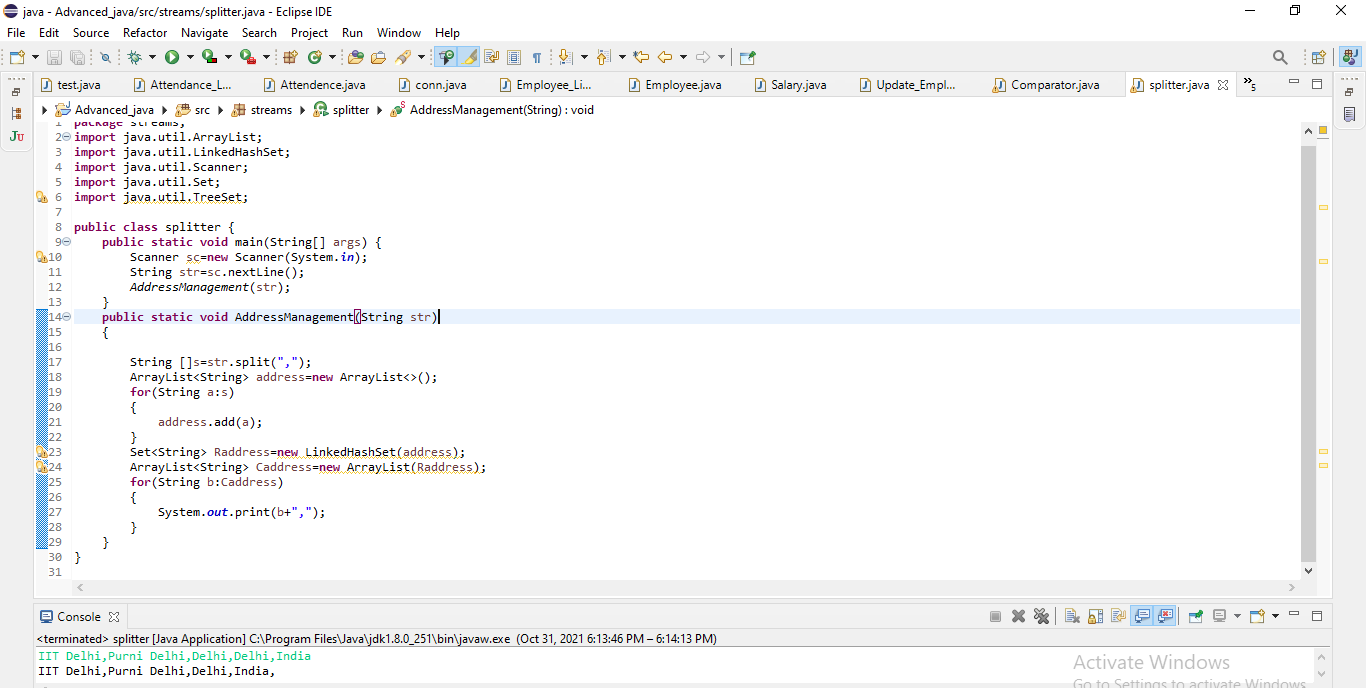 java - Advanced_java/src/streams/splitter.java - Eclipse IDE
File Edit Source Refactor Navigate Search Project Run Window Help
test.java Attendance_L... Attendence.java conn.java Employee_Li... Employee.java Salary.java Update_Empl... Comparator.java splitter.java »5
Advanced_java src streams splitter AddressManagement(String) : void
1 package streams;
2 import java.util.ArrayList;
3 import java.util.LinkedHashSet;
4 import java.util.Scanner;
5 import java.util.Set;
6 import java.util.TreeSet;
7
8 public class splitter {
9 public static void main(String[] args) {
10 Scanner sc=new Scanner(System.in);
11 String str=sc.nextLine();
12 AddressManagement(str);
13 }
14 public static void AddressManagement(String str)
15 {
16
17 String []s=str.split(",");
18 ArrayList<String> address=new ArrayList<>();
19 for(String a:s)
20 {
21 address.add(a);
22 }
23 Set<String> Raddress=new LinkedHashSet(address);
24 ArrayList<String> Caddress=new ArrayList(Raddress);
25 for(String b:Caddress)
26 {
27 System.out.print(b+",");
28 }
29 }
30 }
31
Console
<terminated> splitter [Java Application] C:\Program Files\Java\jdk1.8.0_251\bin\javaw.exe (Oct 31, 2021 6:13:46 PM – 6:14:13 PM)
IIT Delhi,Purni Delhi,Delhi,Delhi,India
IIT Delhi,Purni Delhi,Delhi,India,
Activate Windows
Go to Settings to activate Windows.